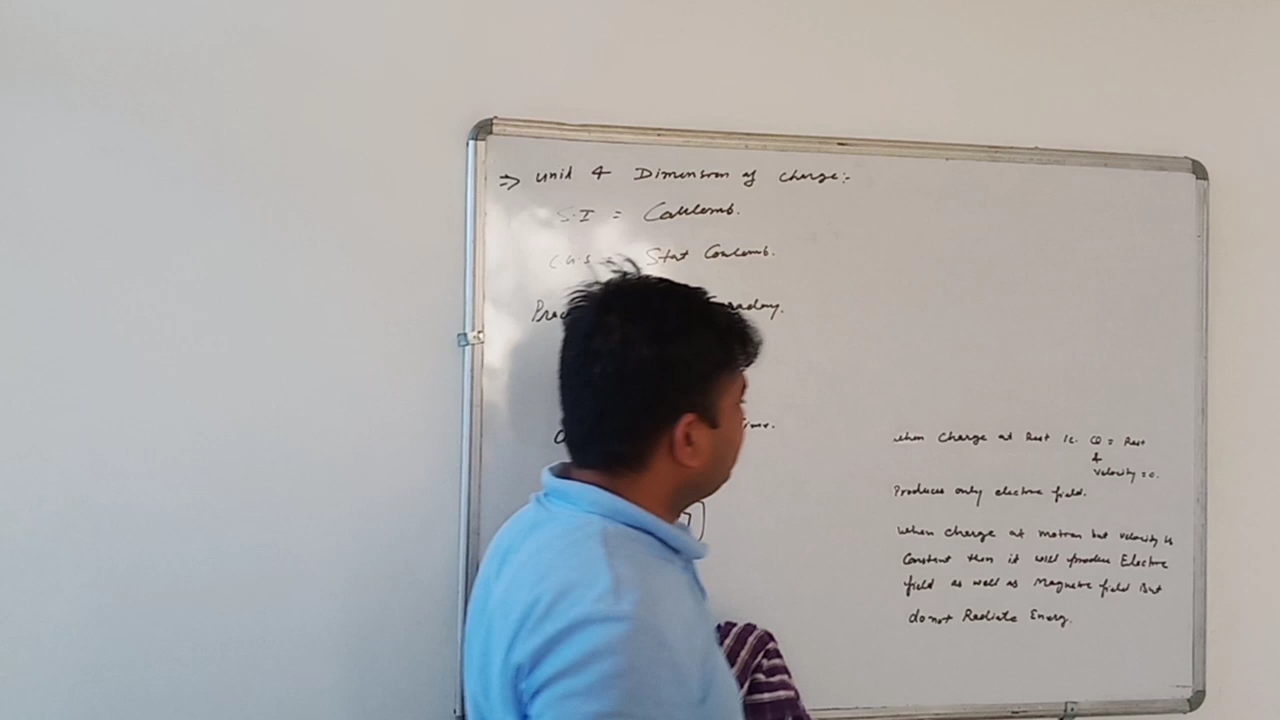 ⇒ Unit & Dimension of charge:-
S.I = Coulomb.
C.G.S = Stat Coulomb.
time.
when charge at Rest ie. Q = Rest
&
velocity = 0.
Produces only electric field.
when charge at motion but velocity is
Constant then it will produce Electric
field as well as Magnetic field But
do not Radiate Energy.